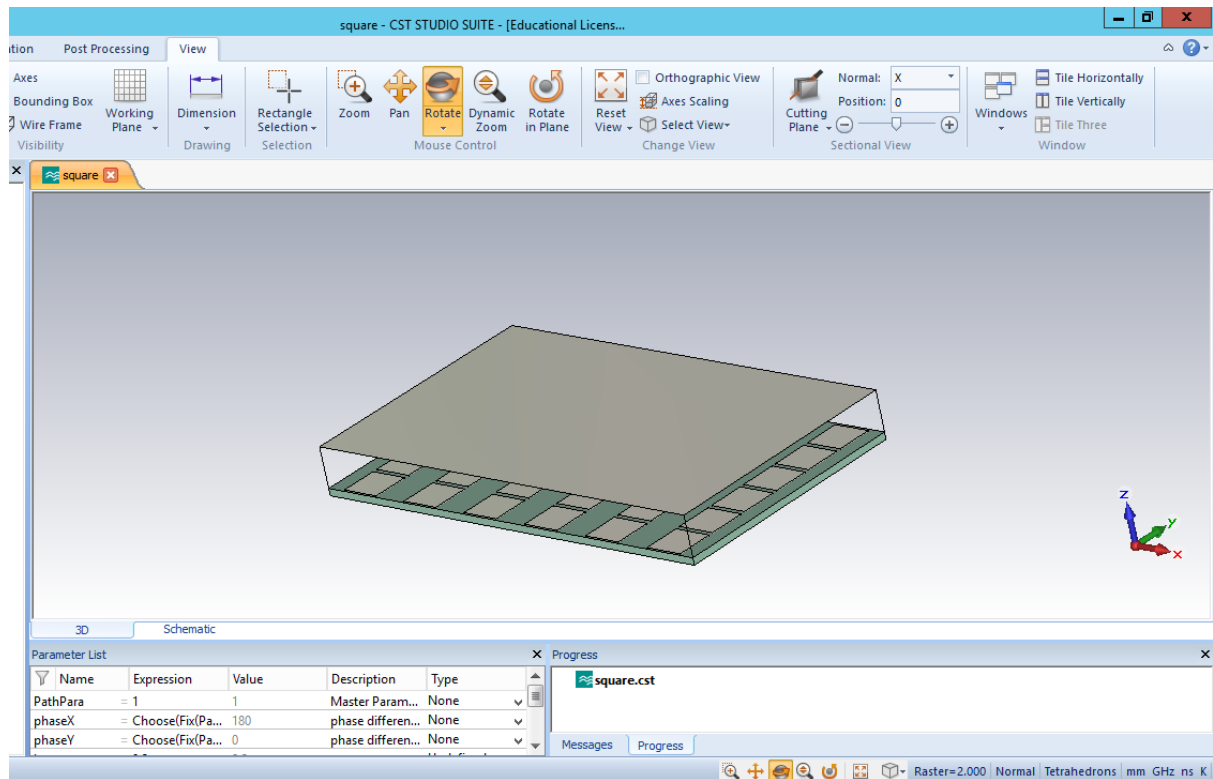 square - CST STUDIO SUITE - [Educational Licens...
Post Processing View
Axes
Bounding Box
Wire Frame
Visibility
Working Plane
Dimension
Drawing
Rectangle Selection
Selection
Zoom
Pan
Rotate
Dynamic Zoom
Rotate in Plane
Mouse Control
Reset View
Orthographic View
Axes Scaling
Select View
Change View
Cutting Plane
Normal: X
Position: 0
Sectional View
Windows
Tile Horizontally
Tile Vertically
Tile Three
Window
square
z
y
x
3D Schematic
Parameter List
Name Expression Value Description Type
PathPara = 1 1 Master Param... None
phaseX = Choose(Fix(Pa... 180 phase differen... None
phaseY = Choose(Fix(Pa... 0 phase differen... None
Progress
square.cst
Messages Progress
Raster=2.000 Normal Tetrahedrons mm GHz ns K